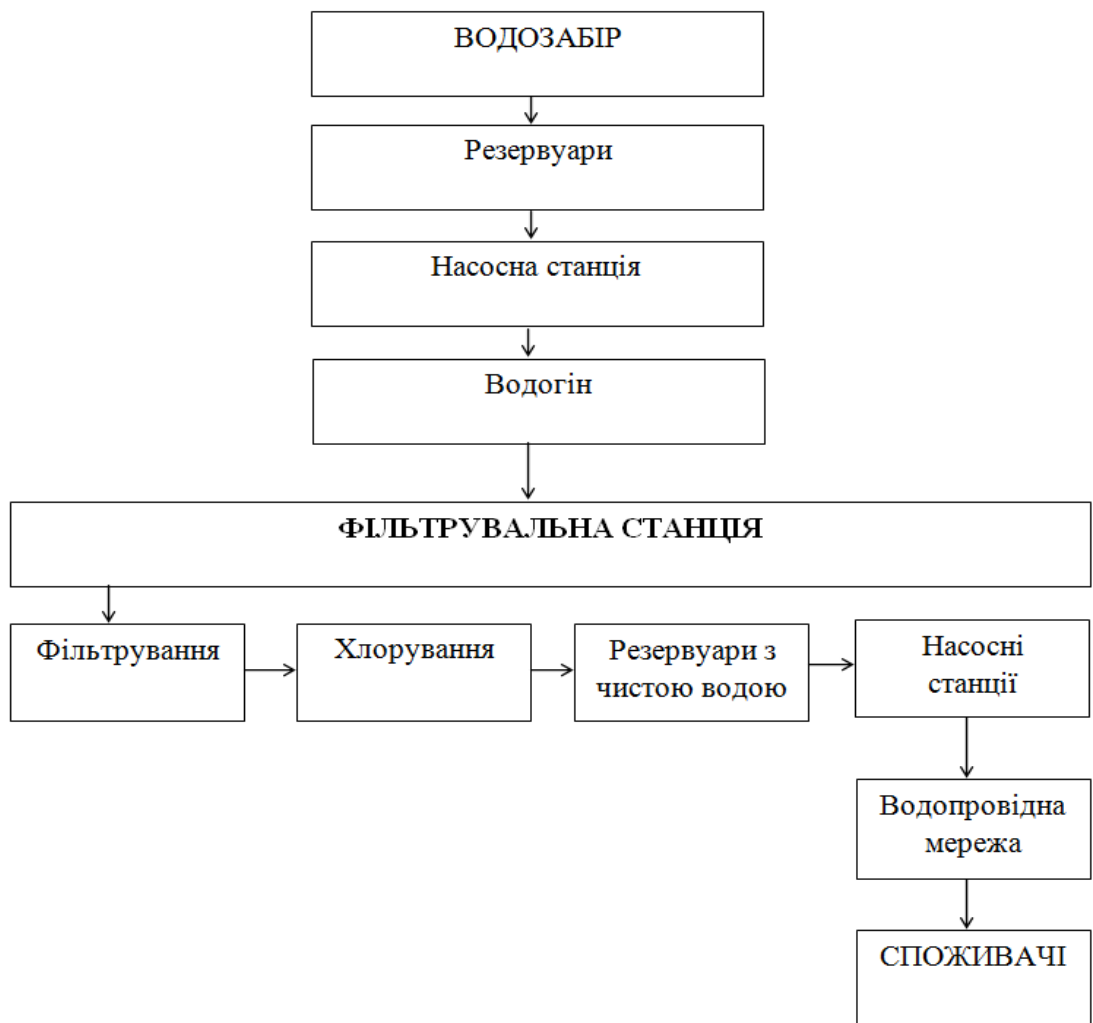 ВОДОЗАБІР
Резервуари
Насосна станція
Водогін
ФІЛЬТРУВАЛЬНА СТАНЦІЯ
Фільтрування
Хлорування
Резервуари з
чистою водою
Насосні
станції
Водопровідна
мережа
СПОЖИВАЧІ